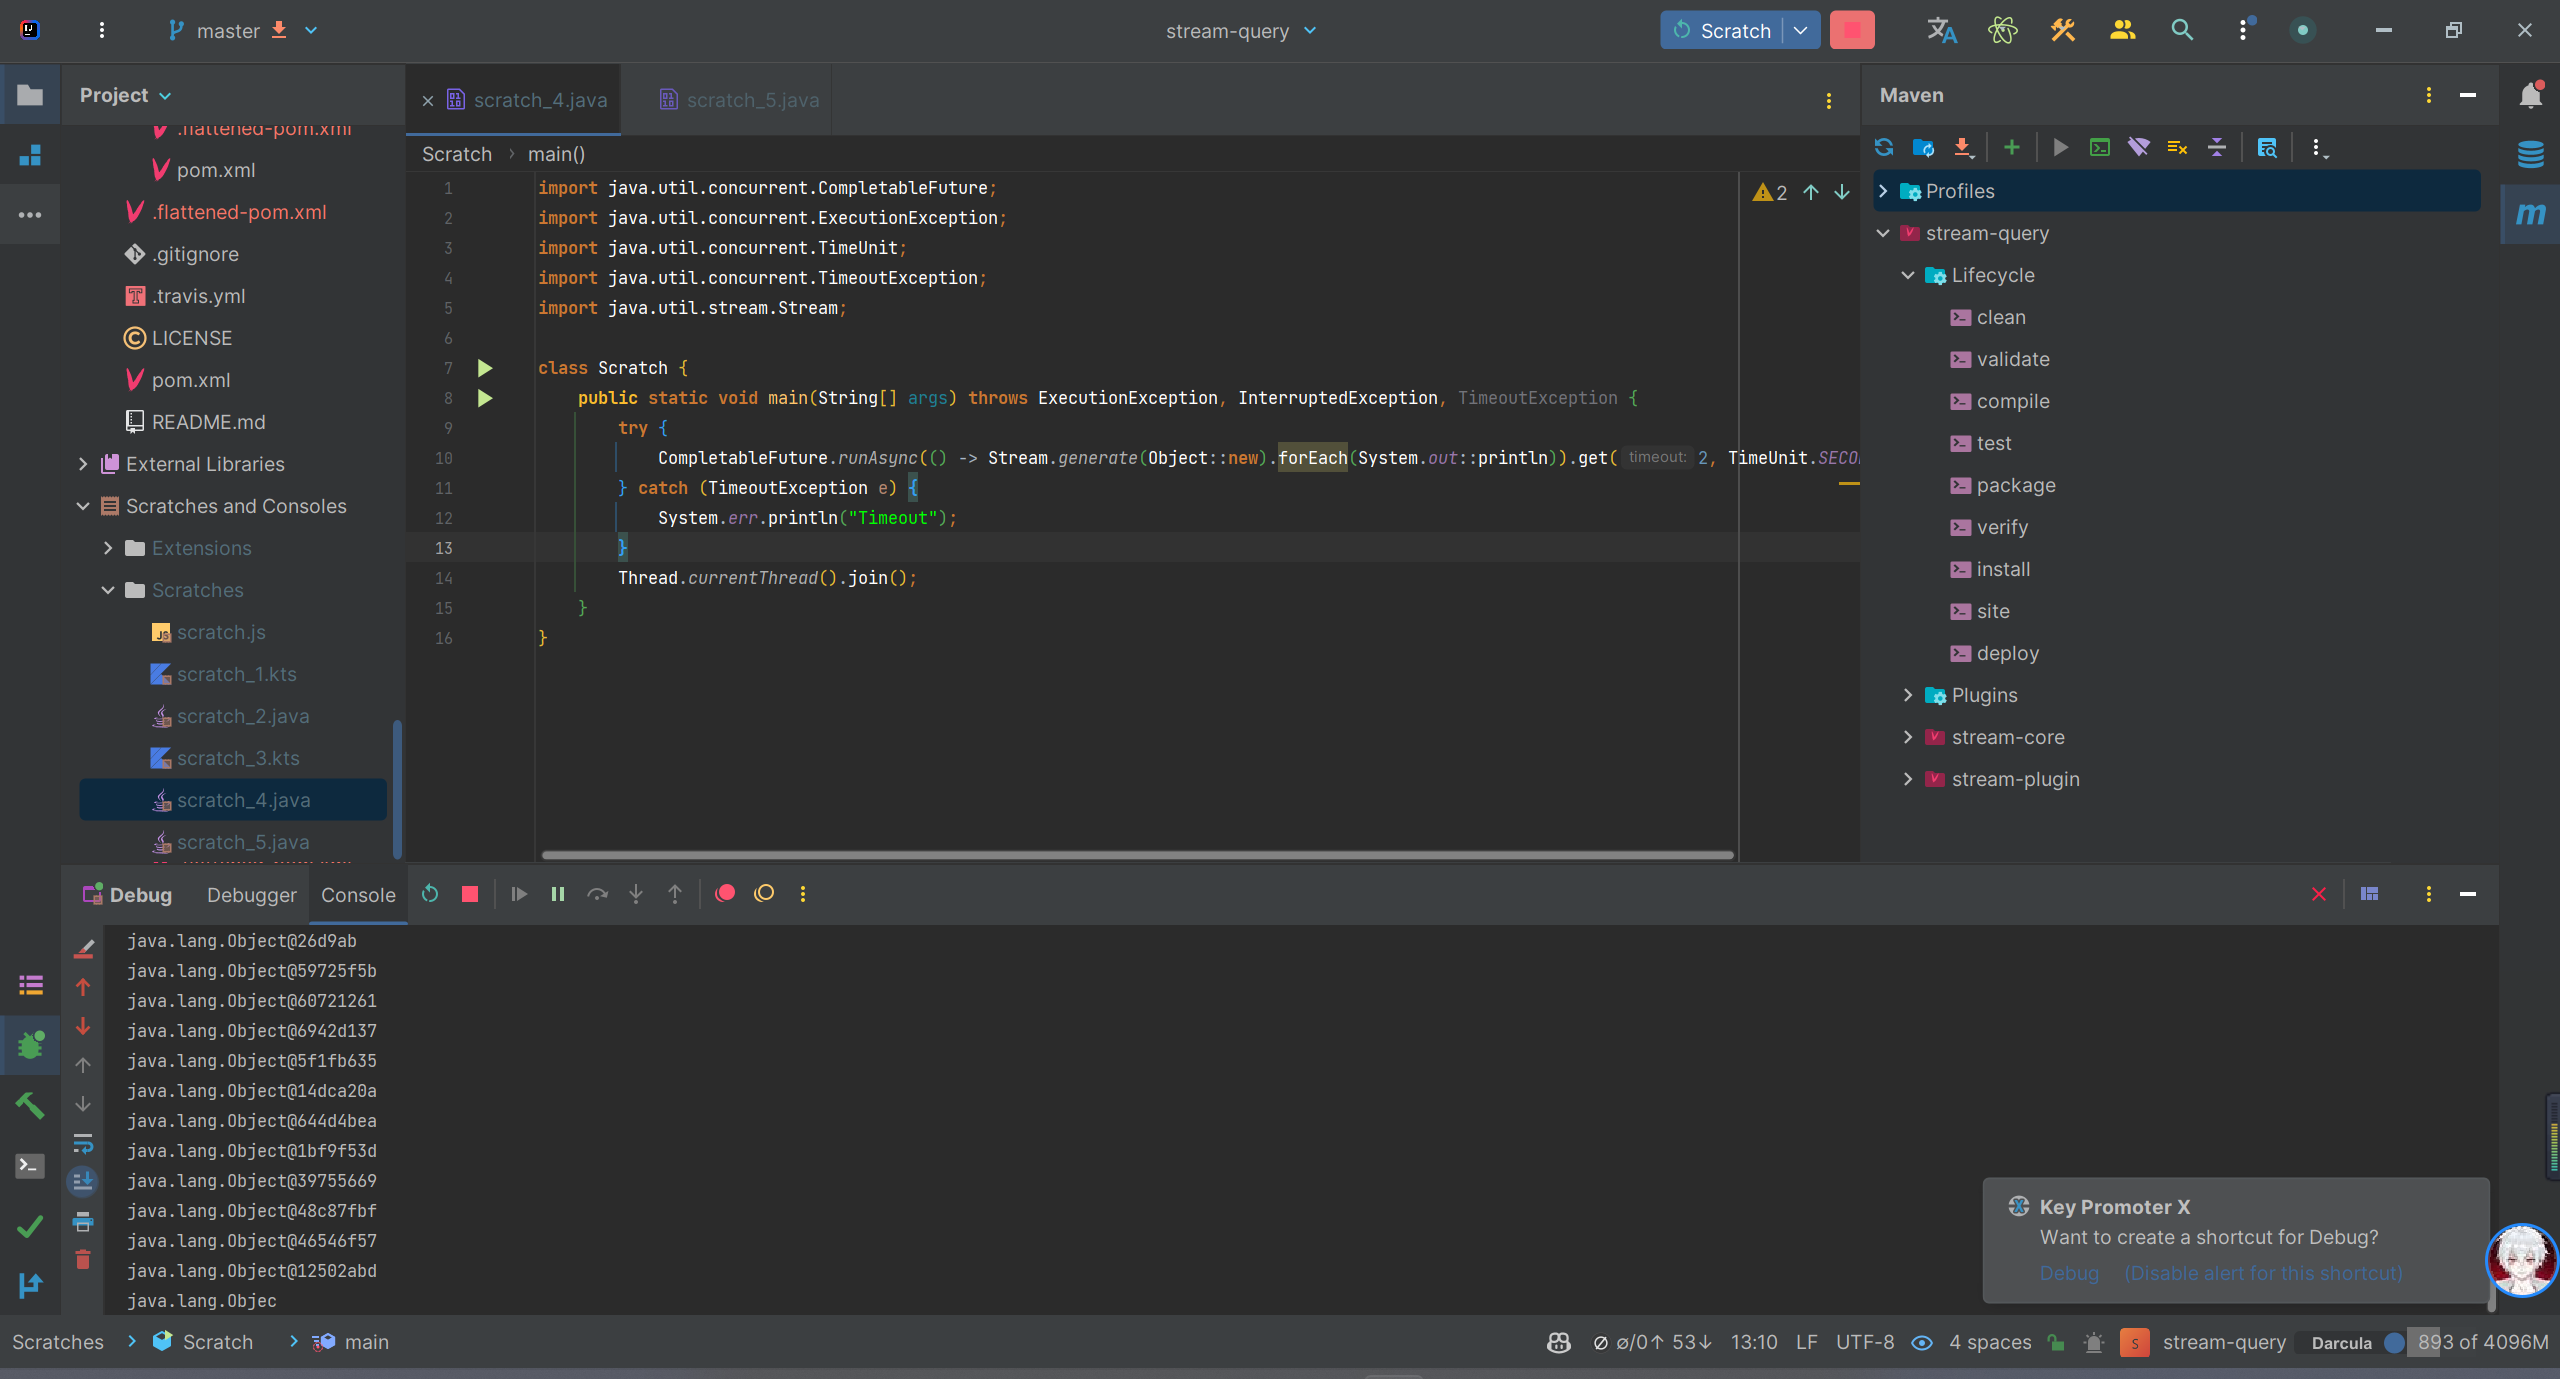 master
stream-query
Scratch
Project
.flattened-pom.xml
pom.xml
.flattened-pom.xml
.gitignore
.travis.yml
LICENSE
pom.xml
README.md
External Libraries
Scratches and Consoles
Extensions
Scratches
scratch.js
scratch_1.kts
scratch_2.java
scratch_3.kts
scratch_4.java
scratch_5.java
scratch_4.java
scratch_5.java
Scratch > main()
2
1 import java.util.concurrent.CompletableFuture;
2 import java.util.concurrent.ExecutionException;
3 import java.util.concurrent.TimeUnit;
4 import java.util.concurrent.TimeoutException;
5 import java.util.stream.Stream;
6
7 class Scratch {
8 public static void main(String[] args) throws ExecutionException, InterruptedException, TimeoutException {
9 try {
10 CompletableFuture.runAsync(() -> Stream.generate(Object::new).forEach(System.out::println)).get( timeout: 2, TimeUnit.SECO
11 } catch (TimeoutException e) {
12 System.err.println("Timeout");
13 }
14 Thread.currentThread().join();
15 }
16 }
Maven
Profiles
stream-query
Lifecycle
clean
validate
compile
test
package
verify
install
site
deploy
Plugins
stream-core
stream-plugin
m
Debug Debugger Console
java.lang.Object@26d9ab
java.lang.Object@59725f5b
java.lang.Object@60721261
java.lang.Object@6942d137
java.lang.Object@5f1fb635
java.lang.Object@14dca20a
java.lang.Object@644d4bea
java.lang.Object@1bf9f53d
java.lang.Object@39755669
java.lang.Object@48c87fbf
java.lang.Object@46546f57
java.lang.Object@12502abd
java.lang.Objec
Key Promoter X
Want to create a shortcut for Debug?
Debug (Disable alert for this shortcut)
Scratches > Scratch > main
ø/0↑ 53↓ 13:10 LF UTF-8 4 spaces S stream-query Darcula 893 of 4096M